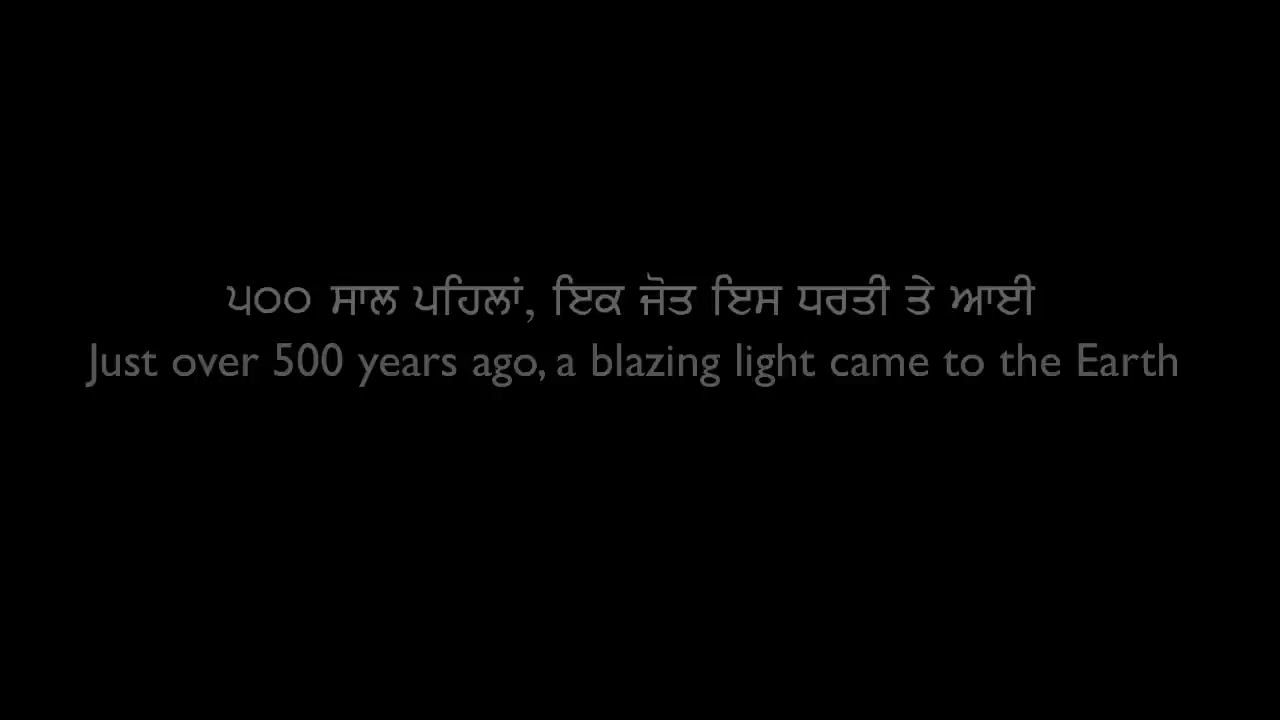 ੫੦੦ ਸਾਲ ਪਹਿਲਾਂ, ਇਕ ਜੋਤ ਇਸ ਧਰਤੀ ਤੇ ਆਈ
Just over 500 years ago, a blazing light came to the Earth